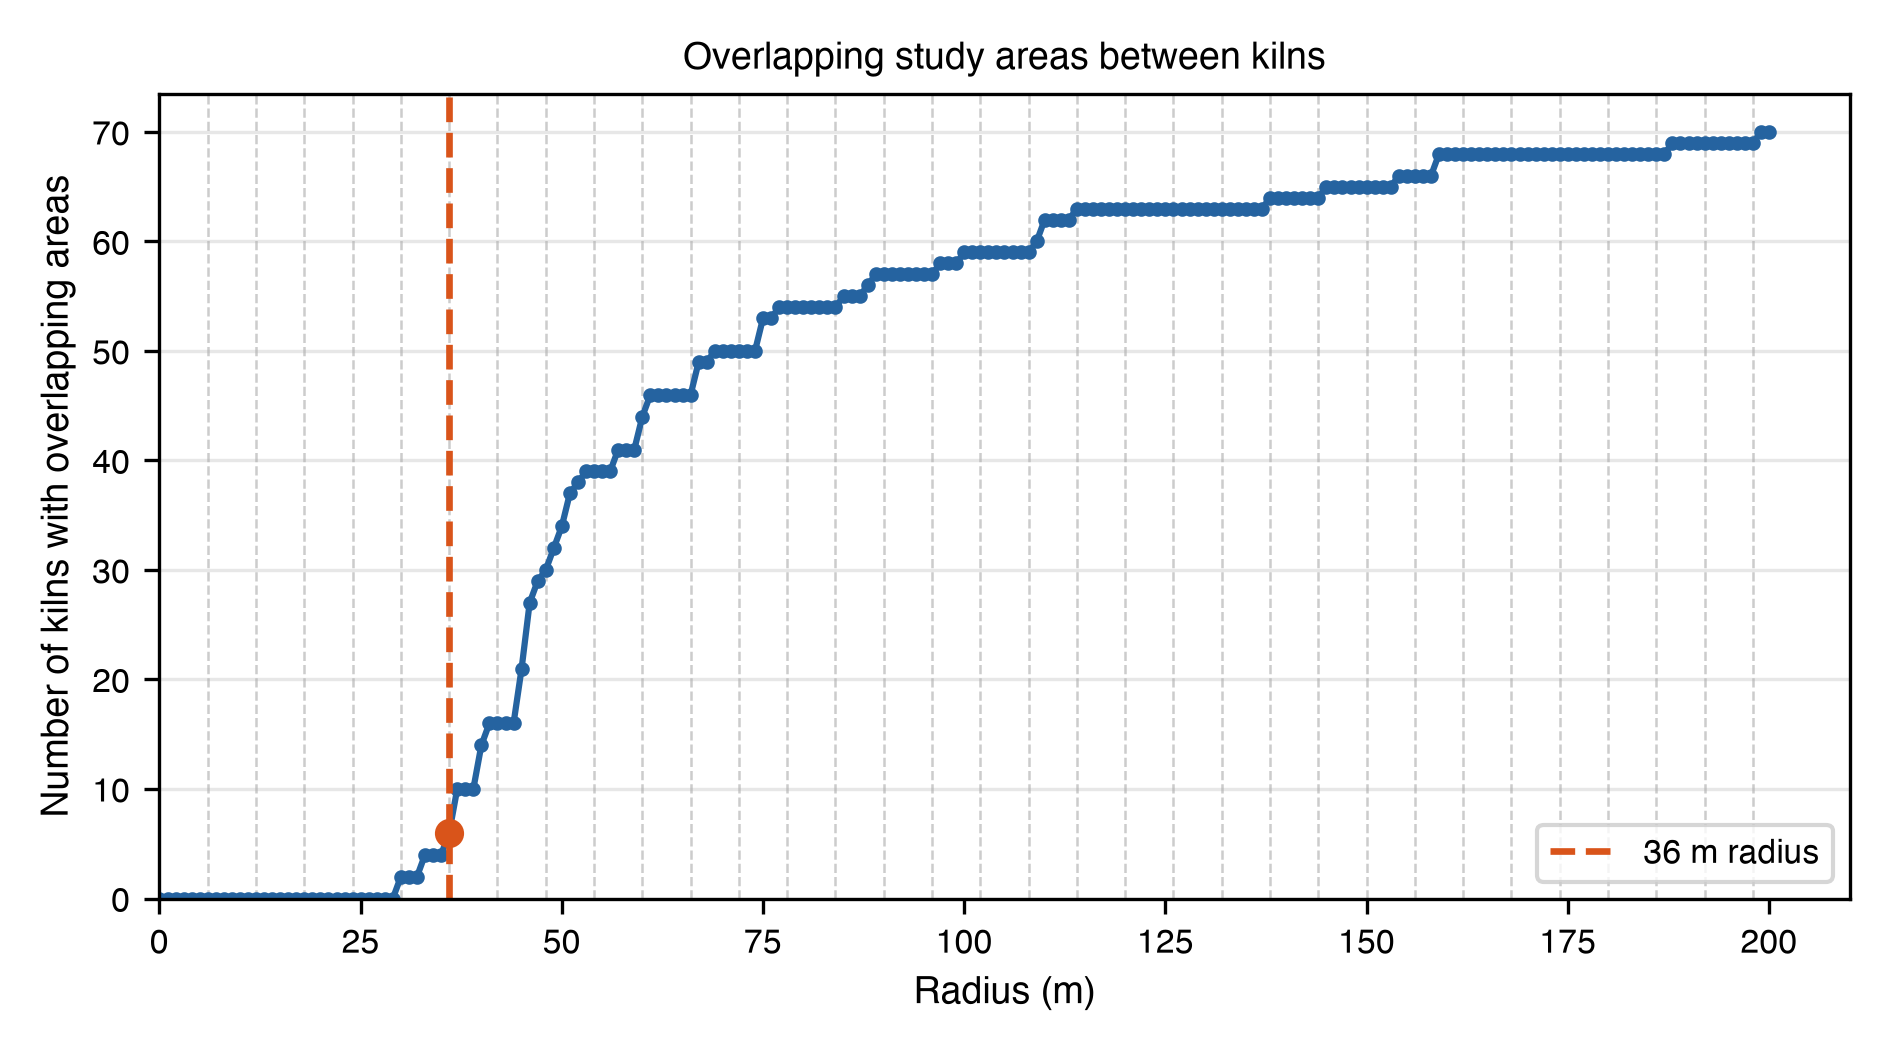 Overlapping study areas between kilns
Number of kilns with overlapping areas
70
60
50
40
30
20
10
0
0 25 50 75 100 125 150 175 200
Radius (m)
36 m radius